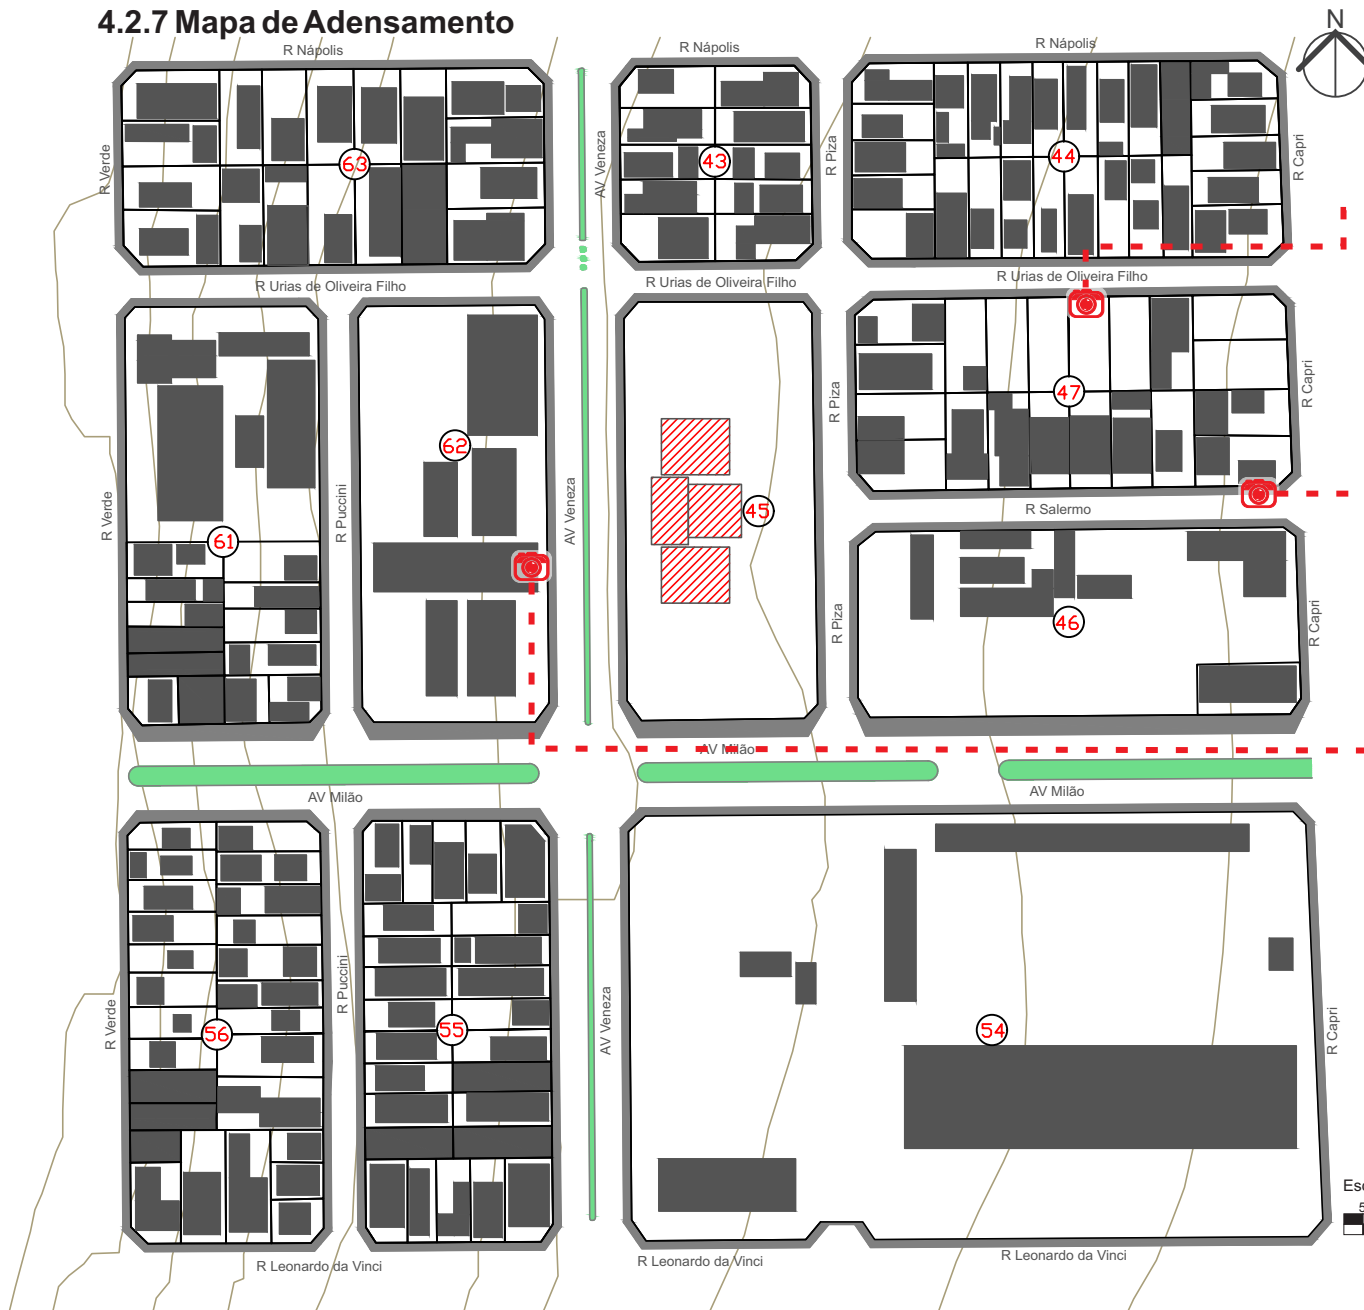 4.2.7 Mapa de Adensamento
N
R Nápolis
R Nápolis
R Nápolis
R Verde
63
AV Veneza
43
R Piza
44
R Capri
R Urias de Oliveira Filho
R Urias de Oliveira Filho
R Urias de Oliveira Filho
R Verde
61
R Puccini
62
AV Veneza
45
R Piza
47
R Capri
R Salermo
R Piza
46
R Capri
AV Milão
AV Milão
AV Milão
R Verde
56
R Puccini
55
AV Veneza
54
R Capri
Esc
5
R Leonardo da Vinci
R Leonardo da Vinci
R Leonardo da Vinci